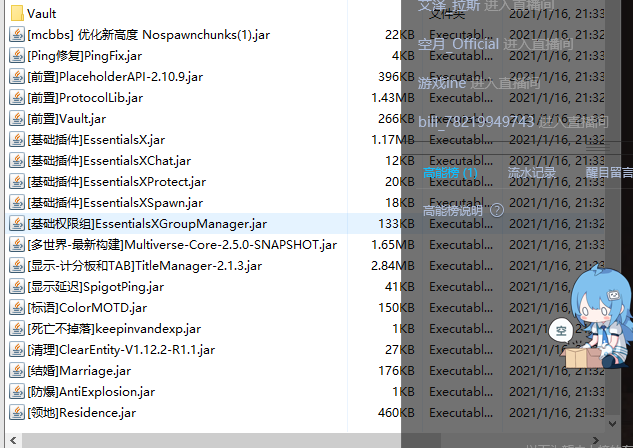 Vault 文件夹 2021/1/16, 21:33
[mcbbs] 优化新高度 Nospawnchunks(1).jar 22KB Executabl... 2021/1/16, 21:32
[Ping修复]PingFix.jar 4KB Executabl... 2021/1/16, 21:32
[前置]PlaceholderAPI-2.10.9.jar 396KB Executabl... 2021/1/16, 21:33
[前置]ProtocolLib.jar 1.43MB Executabl... 2021/1/16, 21:32
[前置]Vault.jar 266KB Executabl... 2021/1/16, 21:32
[基础插件]EssentialsX.jar 1.17MB Executabl... 2021/1/16, 21:32
[基础插件]EssentialsXChat.jar 12KB Executabl... 2021/1/16, 21:32
[基础插件]EssentialsXProtect.jar 20KB Executabl... 2021/1/16, 21:32
[基础插件]EssentialsXSpawn.jar 18KB Executabl... 2021/1/16, 21:32
[基础权限组]EssentialsXGroupManager.jar 133KB Executabl... 2021/1/16, 21:32
[多世界-最新构建]Multiverse-Core-2.5.0-SNAPSHOT.jar 1.65MB Executabl... 2021/1/16, 21:33
[显示-计分板和TAB]TitleManager-2.1.3.jar 2.84MB Executabl... 2021/1/16, 21:33
[显示延迟]SpigotPing.jar 41KB Executabl... 2021/1/16, 21:33
[标语]ColorMOTD.jar 150KB Executabl... 2021/1/16, 21:33
[死亡不掉落]keepinvandexp.jar 1KB Executabl... 2021/1/16, 21:33
[清理]ClearEntity-V1.12.2-R1.1.jar 27KB Executabl... 2021/1/16, 21:33
[结婚]Marriage.jar 176KB Executabl... 2021/1/16, 21:33
[防爆]AntiExplosion.jar 1KB Executabl... 2021/1/16, 21:33
[领地]Residence.jar 460KB Executabl... 2021/1/16, 21:33
文泽_拉斯 进入直播间
空月_Official 进入直播间
游戏ine 进入直播间
bili_78219949743 进入直播间
高能榜(1) 流水记录 醒目留言
高能榜说明 ?
空